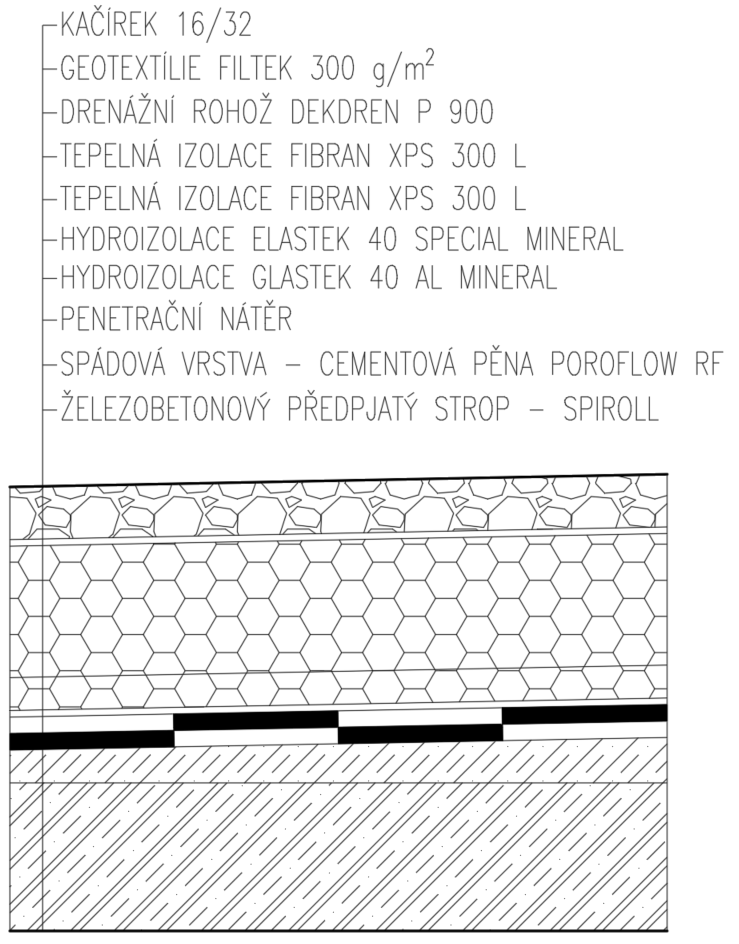 KAČÍREK 16/32
GEOTEXTÍLIE FILTEK 300 g/m²
DRENÁŽNÍ ROHOŽ DEKDREN P 900
TEPELNÁ IZOLACE FIBRAN XPS 300 L
TEPELNÁ IZOLACE FIBRAN XPS 300 L
HYDROIZOLACE ELASTEK 40 SPECIAL MINERAL
HYDROIZOLACE GLASTEK 40 AL MINERAL
PENETRAČNÍ NÁTĚR
SPÁDOVÁ VRSTVA – CEMENTOVÁ PĚNA POROFLOW RF
ŽELEZOBETONOVÝ PŘEDPJATÝ STROP – SPIROLL